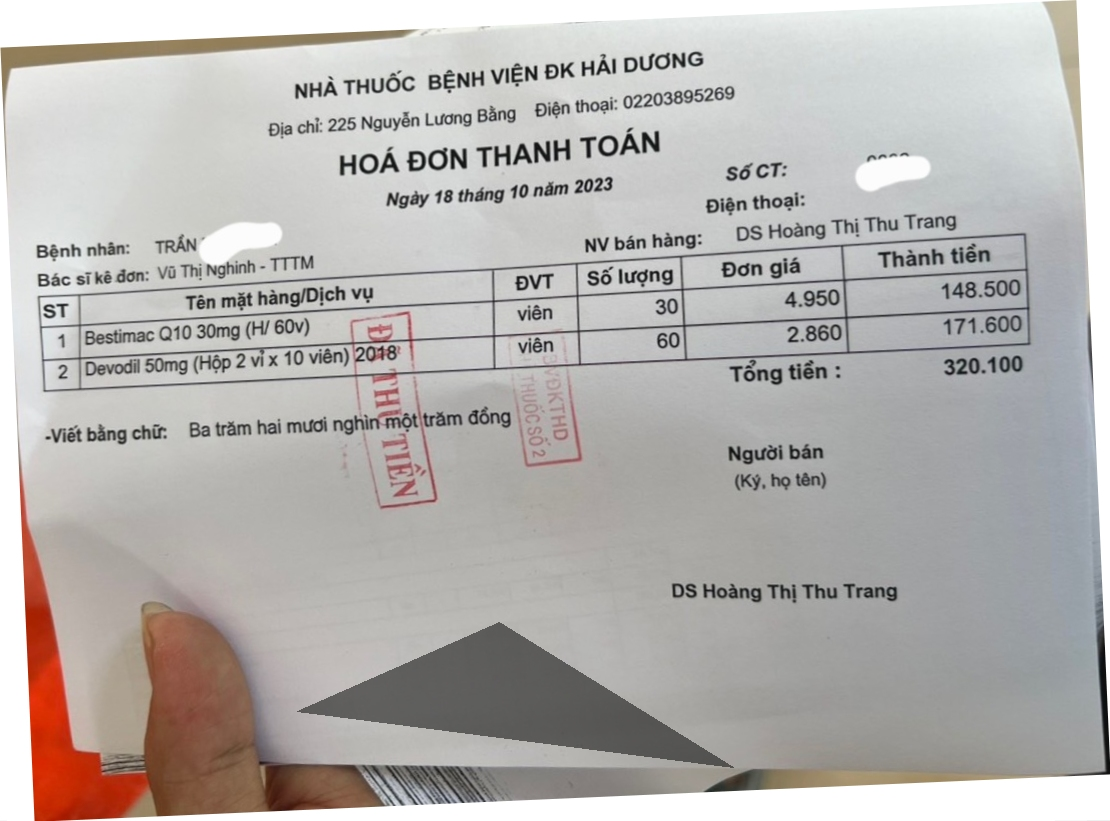 NHÀ THUỐC BỆNH VIỆN ĐK HẢI DƯƠNG
Địa chỉ: 225 Nguyễn Lương Bằng Điện thoại: 02203895269
HOÁ ĐƠN THANH TOÁN
Ngày 18 tháng 10 năm 2023
Số CT:
Điện thoại:
Bệnh nhân: TRẦN
Bác sĩ kê đơn: Vũ Thị Nghinh - TTTM
NV bán hàng: DS Hoàng Thị Thu Trang
ST Tên mặt hàng/Dịch vụ ĐVT Số lượng Đơn giá Thành tiền
1 Bestimac Q10 30mg (H/ 60v) viên 30 4.950 148.500
2 Devodil 50mg (Hộp 2 vỉ x 10 viên) 2018 viên 60 2.860 171.600
Tổng tiền : 320.100
-Viết bằng chữ: Ba trăm hai mươi nghìn một trăm đồng
ĐÃ THU TIỀN
BVĐKTHD
THUỐC SỐ 2
Người bán
(Ký, họ tên)
DS Hoàng Thị Thu Trang